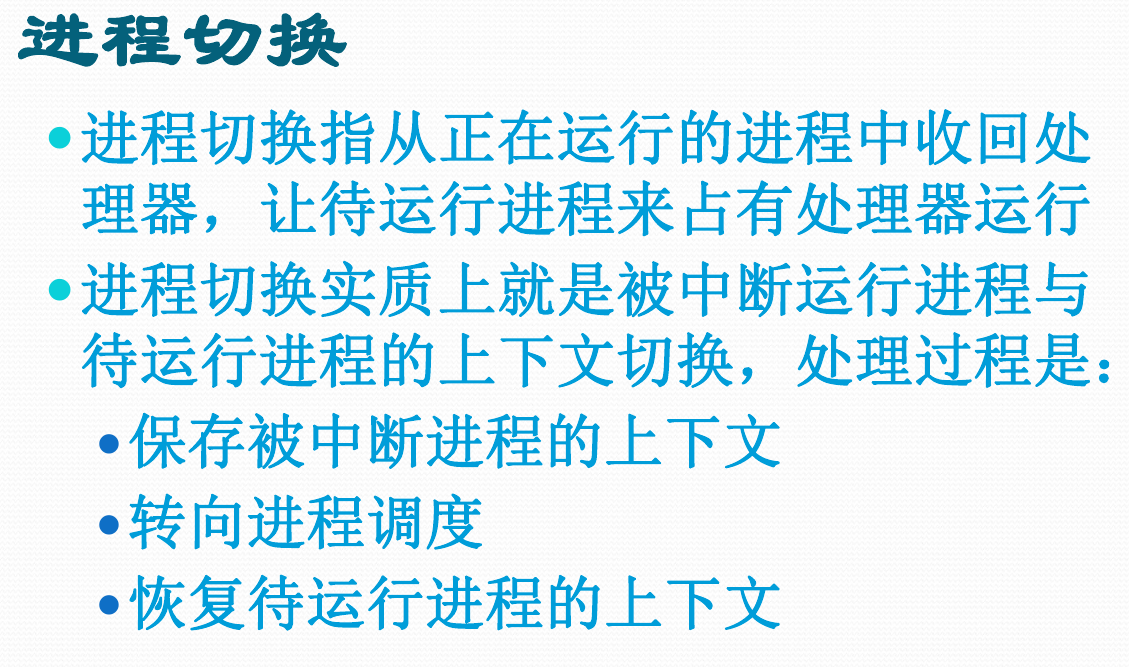 进程切换
•进程切换指从正在运行的进程中收回处
理器，让待运行进程来占有处理器运行
•进程切换实质上就是被中断运行进程与
待运行进程的上下文切换，处理过程是：
•保存被中断进程的上下文
•转向进程调度
•恢复待运行进程的上下文